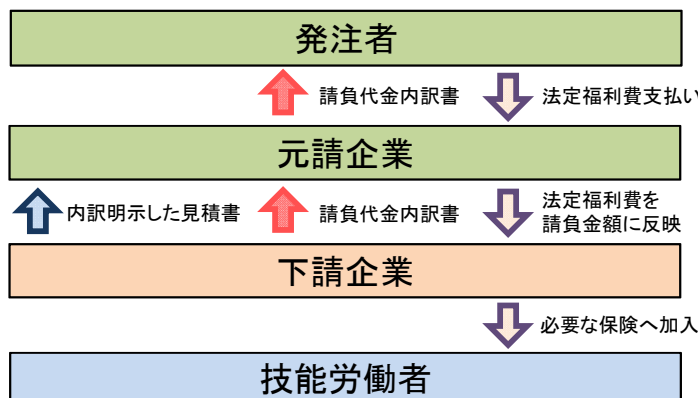 発注者
請負代金内訳書
法定福利費支払い
元請企業
内訳明示した見積書
請負代金内訳書
法定福利費を
請負金額に反映
下請企業
必要な保険へ加入
技能労働者